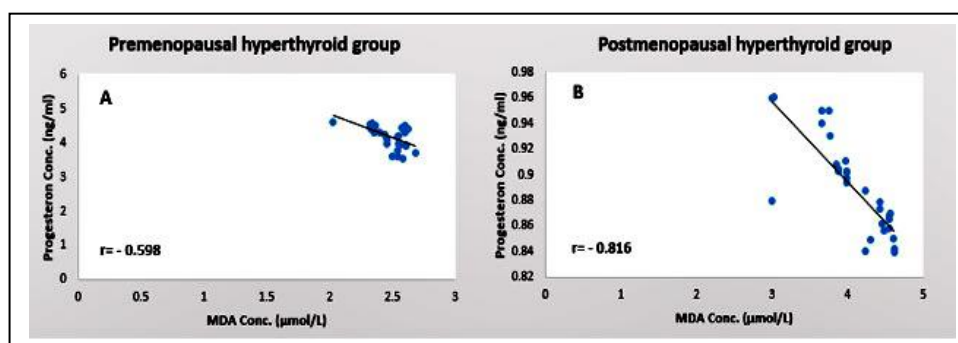 Premenopausal hyperthyroid group
A
Progesteron Conc. (ng/ml)
6
5
4
3
2
1
0
r= - 0.598
0 0.5 1 1.5 2 2.5 3
MDA Conc. (µmol/L)
Postmenopausal hyperthyroid group
B
Progesteron Conc. (ng/ml)
0.98
0.96
0.94
0.92
0.9
0.88
0.86
0.84
0.82
r= - 0.816
0 1 2 3 4 5
MDA Conc. (µmol/L)